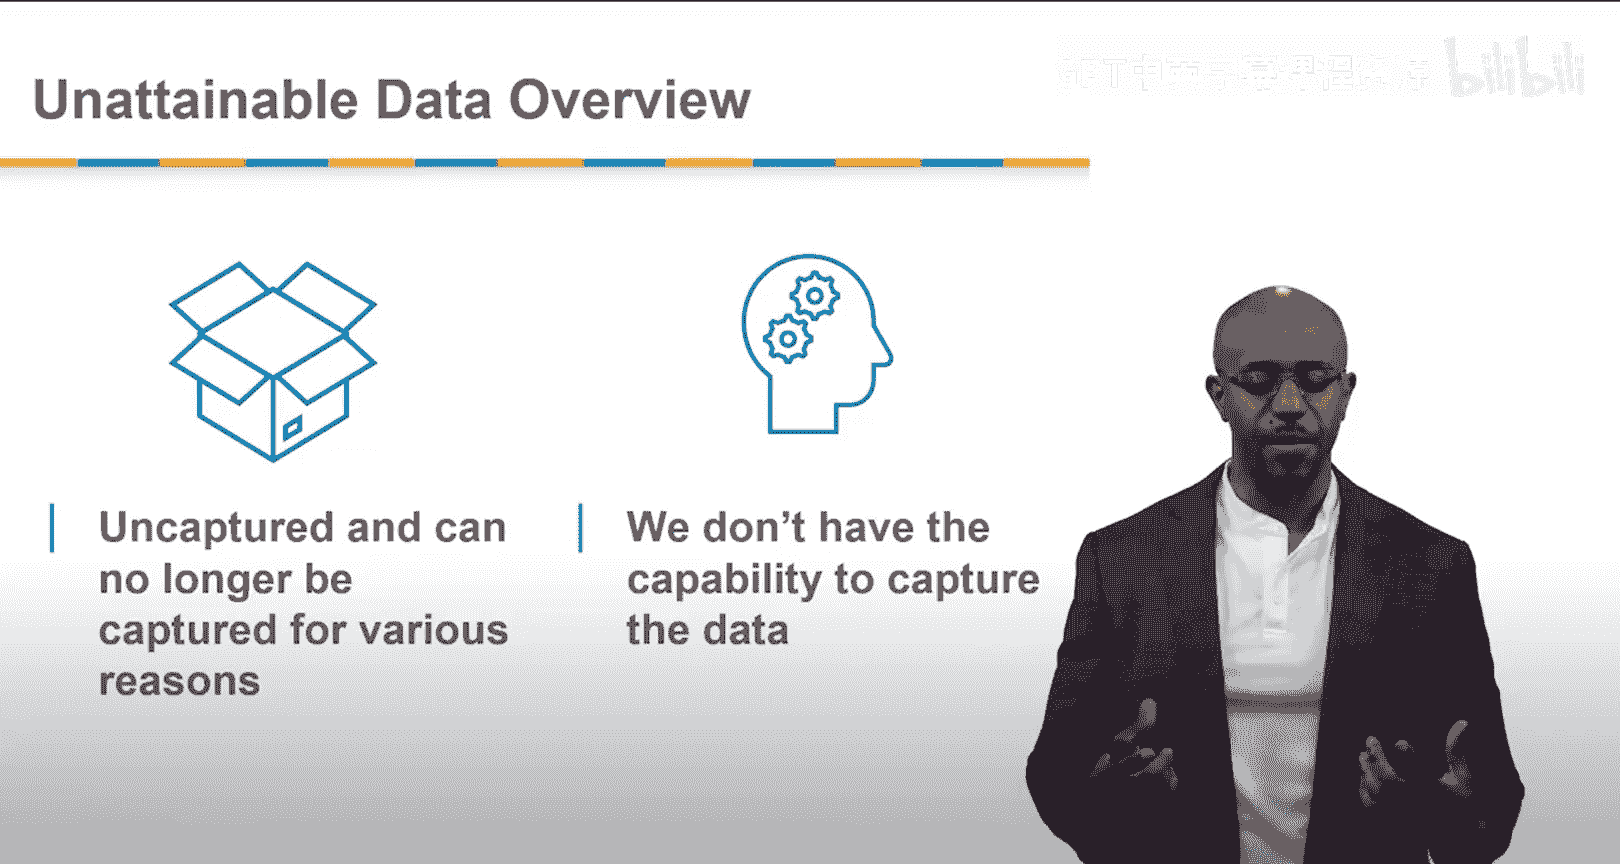 Unattainable Data Overview
bilibili
Uncaptured and can
no longer be
captured for various
reasons
We don’t have the
capability to capture
the data